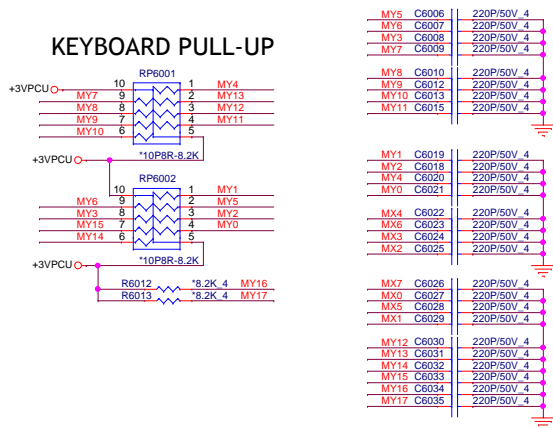 KEYBOARD PULL-UP
RP6001
+3VPCU 10 1 MY4
MY7 9 2 MY13
MY8 8 3 MY12
MY9 7 4 MY11
MY10 6 5
*10P8R-8.2K
+3VPCU
RP6002
10 1 MY1
MY6 9 2 MY5
MY3 8 3 MY2
MY15 7 4 MY0
MY14 6 5
*10P8R-8.2K
+3VPCU
R6012 *8.2K_4 MY16
R6013 *8.2K_4 MY17
MY5 C6006 220P/50V_4
MY6 C6007 220P/50V_4
MY3 C6008 220P/50V_4
MY7 C6009 220P/50V_4
MY8 C6010 220P/50V_4
MY9 C6012 220P/50V_4
MY10 C6013 220P/50V_4
MY11 C6015 220P/50V_4
MY1 C6019 220P/50V_4
MY2 C6018 220P/50V_4
MY4 C6020 220P/50V_4
MY0 C6021 220P/50V_4
MX4 C6022 220P/50V_4
MX6 C6023 220P/50V_4
MX3 C6024 220P/50V_4
MX2 C6025 220P/50V_4
MX7 C6026 220P/50V_4
MX0 C6027 220P/50V_4
MX5 C6028 220P/50V_4
MX1 C6029 220P/50V_4
MY12 C6030 220P/50V_4
MY13 C6031 220P/50V_4
MY14 C6032 220P/50V_4
MY15 C6033 220P/50V_4
MY16 C6034 220P/50V_4
MY17 C6035 220P/50V_4